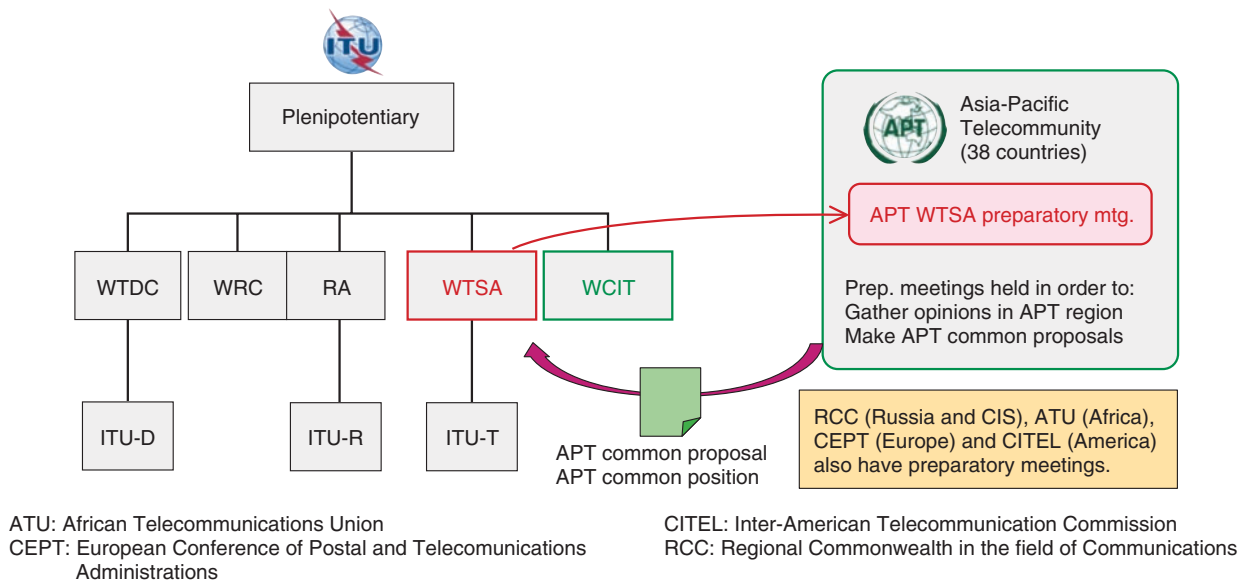 ITU
Plenipotentiary
APT
Asia-Pacific
Telecommunity
(38 countries)
APT WTSA preparatory mtg.
WTDC
WRC
RA
WTSA
WCIT
Prep. meetings held in order to:
Gather opinions in APT region
Make APT common proposals
ITU-D
ITU-R
ITU-T
APT common proposal
APT common position
RCC (Russia and CIS), ATU (Africa),
CEPT (Europe) and CITEL (America)
also have preparatory meetings.
ATU: African Telecommunications Union
CEPT: European Conference of Postal and Telecomunications
Administrations
CITEL: Inter-American Telecommunication Commission
RCC: Regional Commonwealth in the field of Communications